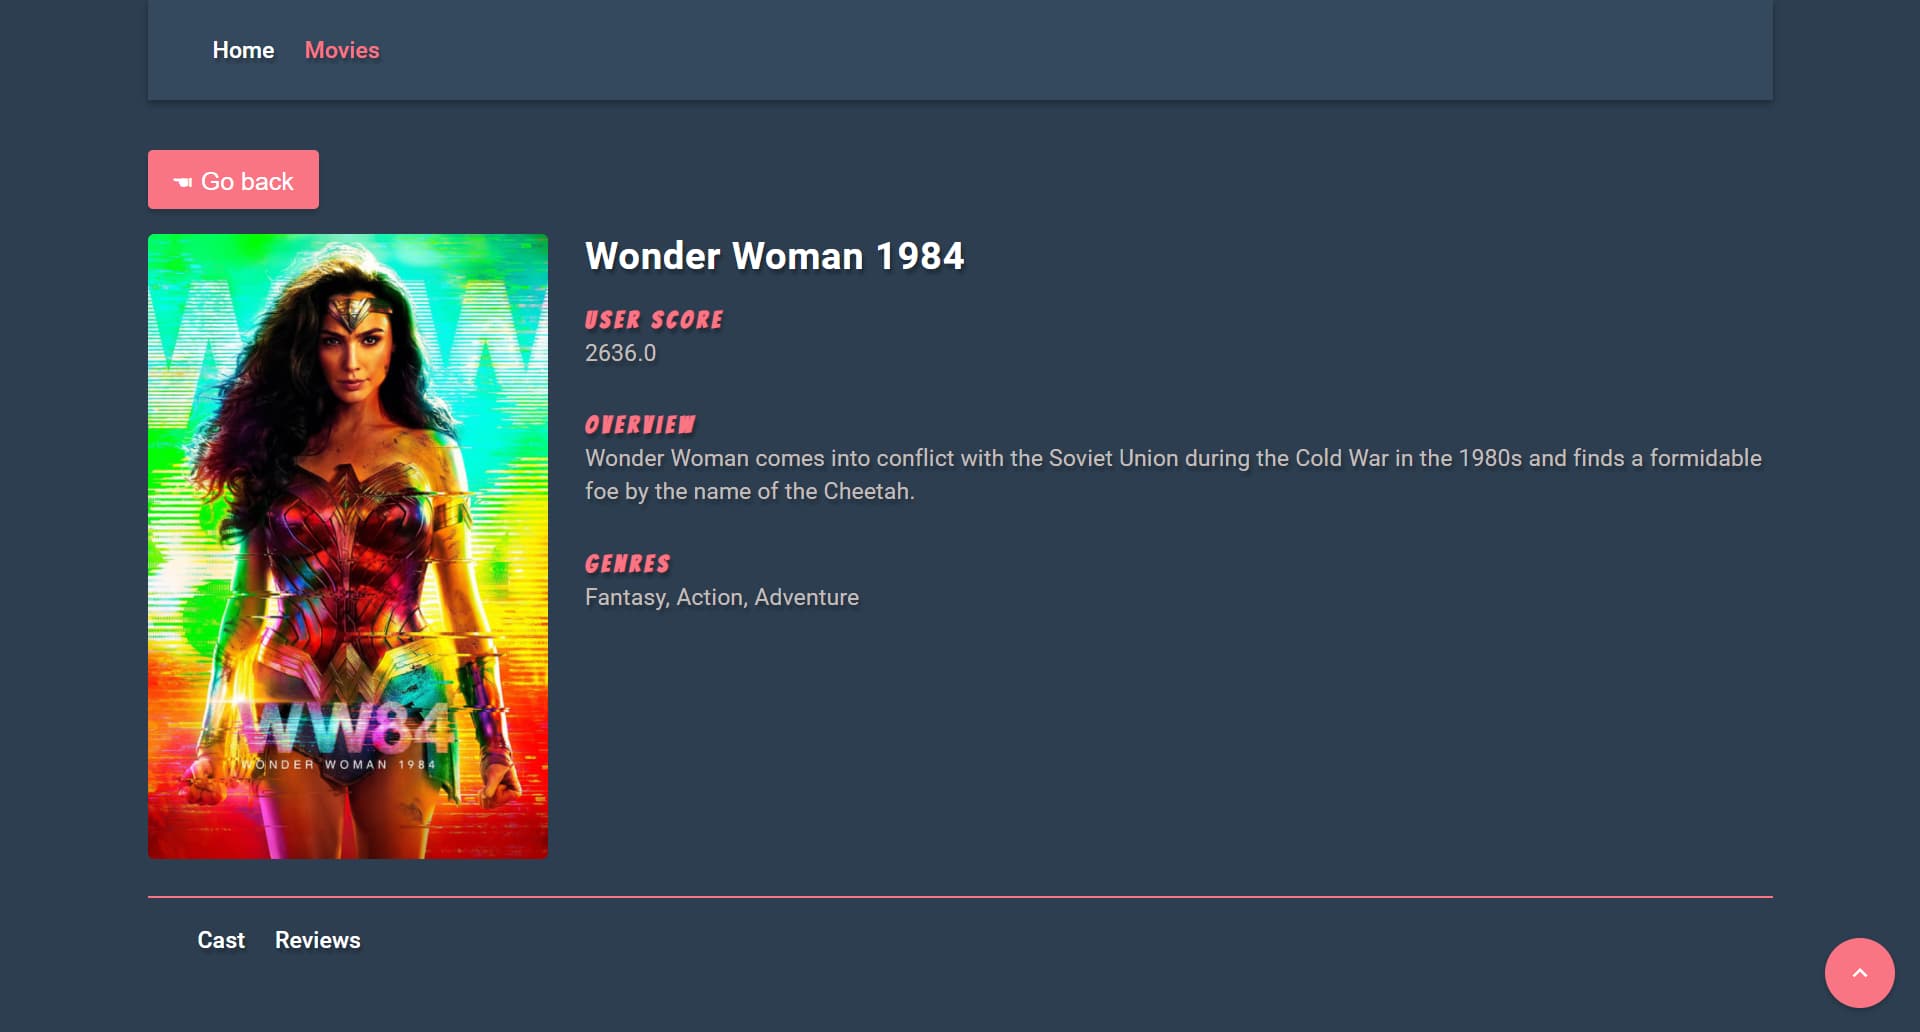 Home Movies
Go back
Wonder Woman 1984
USER SCORE
2636.0
OVERVIEW
Wonder Woman comes into conflict with the Soviet Union during the Cold War in the 1980s and finds a formidable
foe by the name of the Cheetah.
GENRES
Fantasy, Action, Adventure
WW84
WONDER WOMAN 1984
Cast Reviews